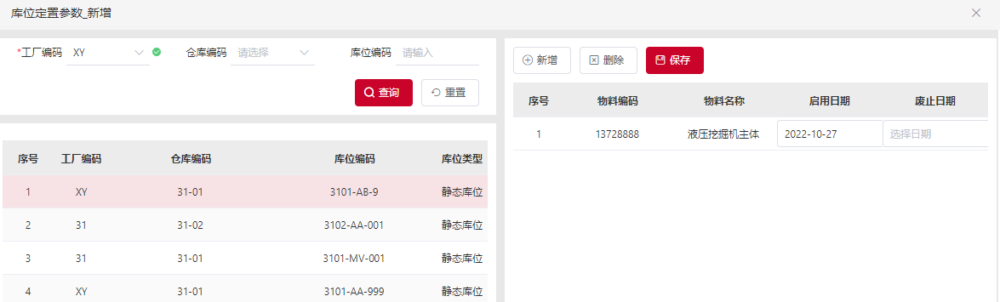 库位定置参数_新增
*工厂编码 XY 仓库编码 请选择 库位编码 请输入
查询 重置
序号 工厂编码 仓库编码 库位编码 库位类型
1 XY 31-01 3101-AB-9 静态库位
2 31 31-02 3102-AA-001 静态库位
3 31 31-01 3101-MV-001 静态库位
4 XY 31-01 3101-AA-999 静态库位
新增 删除 保存
序号 物料编码 物料名称 启用日期 废止日期
1 13728888 液压挖掘机主体 2022-10-27 选择日期